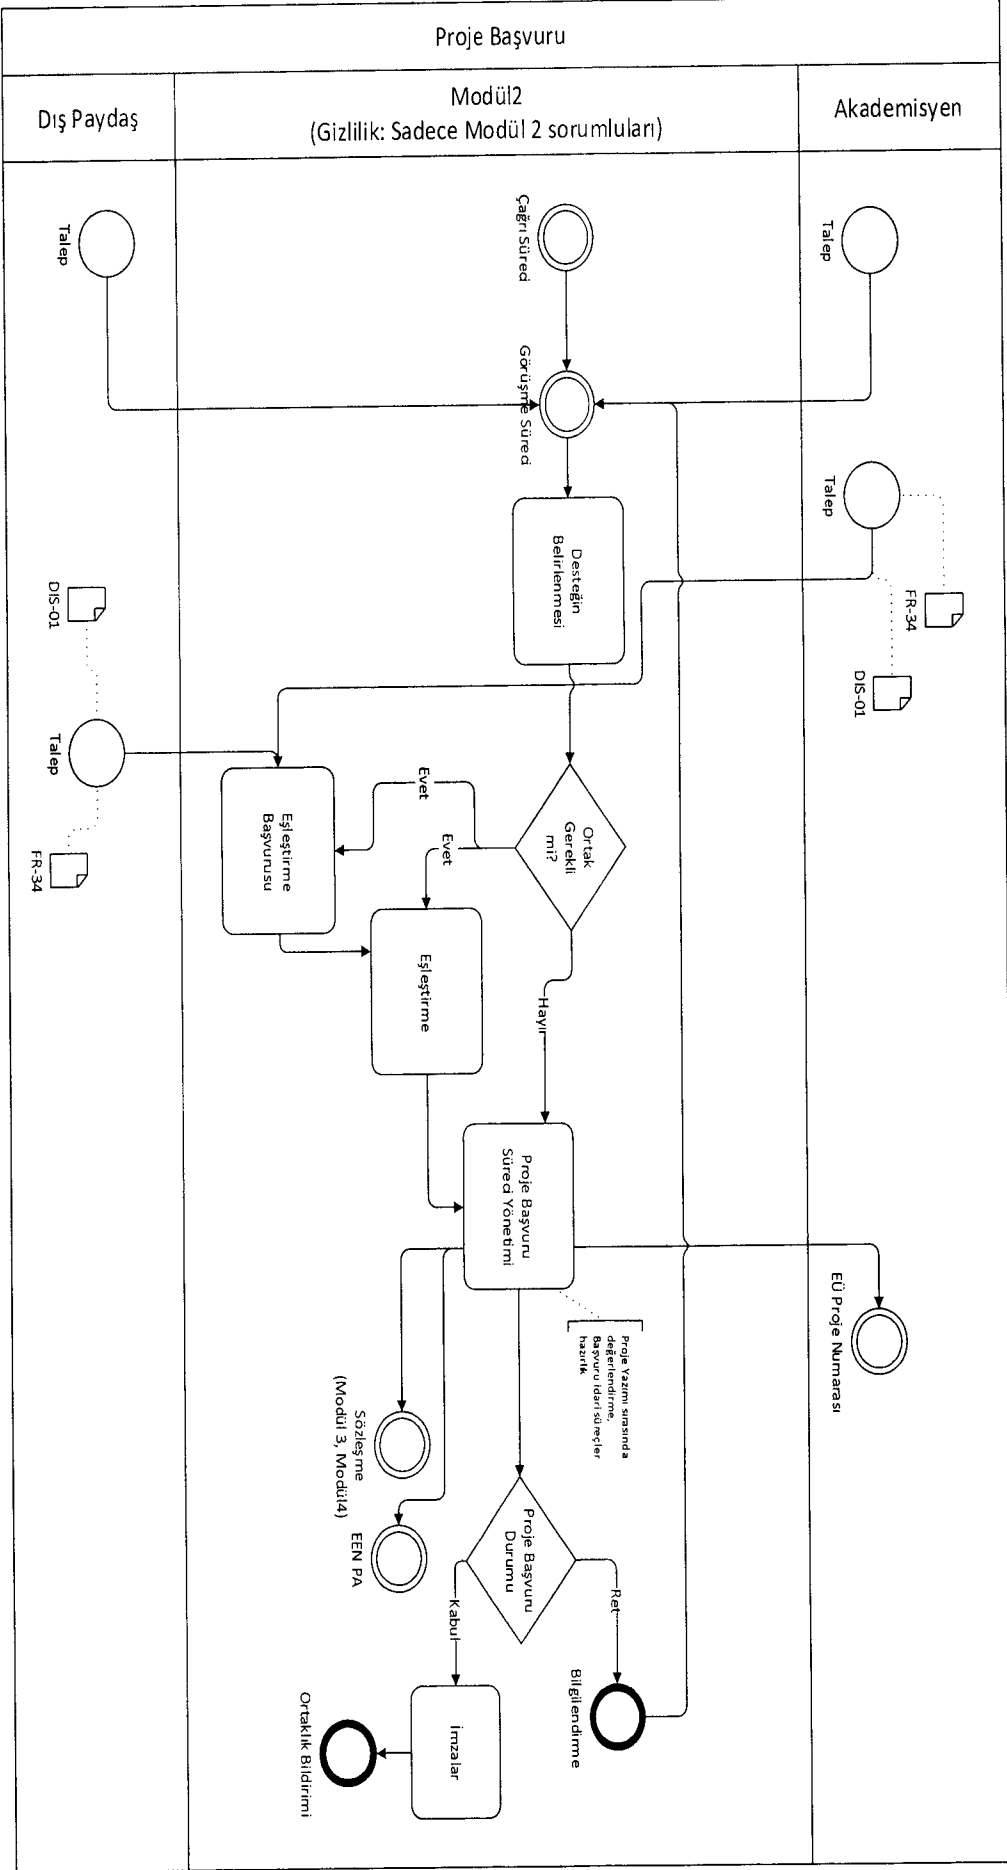 Proje Başvuru
Dış Paydaş
Modül2
(Gizlilik: Sadece Modül 2 sorumluları)
Akademisyen
Talep
Çağrı Süreci
Talep
Görüşme Süreci
Talep
FR-34
DIS-01
Desteğin
Belirlenmesi
DIS-01
Talep
FR-34
Ortak
Gerekli
mi?
Evet
Evet
Hayır
Eşleştirme
Başvurusu
Eşleştirme
Proje Başvuru
Süreci Yönetimi
Proje Yazımı sırasında
değerlendirme,
Başvuru idari süreçler
hazırlık
EÜ Proje Numarası
Sözleşme
(Modül 3, Modül4)
EEN PA
Proje Başvuru
Durumu
Ret
Kabul
Bilgilendirme
İmzalar
Ortaklık Bildirimi